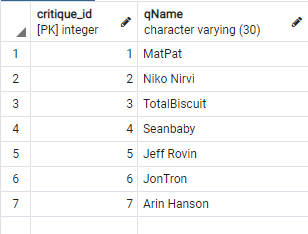 critique_id qName
[PK] integer character varying (30)
1 1 MatPat
2 2 Niko Nirvi
3 3 TotalBiscuit
4 4 Seanbaby
5 5 Jeff Rovin
6 6 JonTron
7 7 Arin Hanson